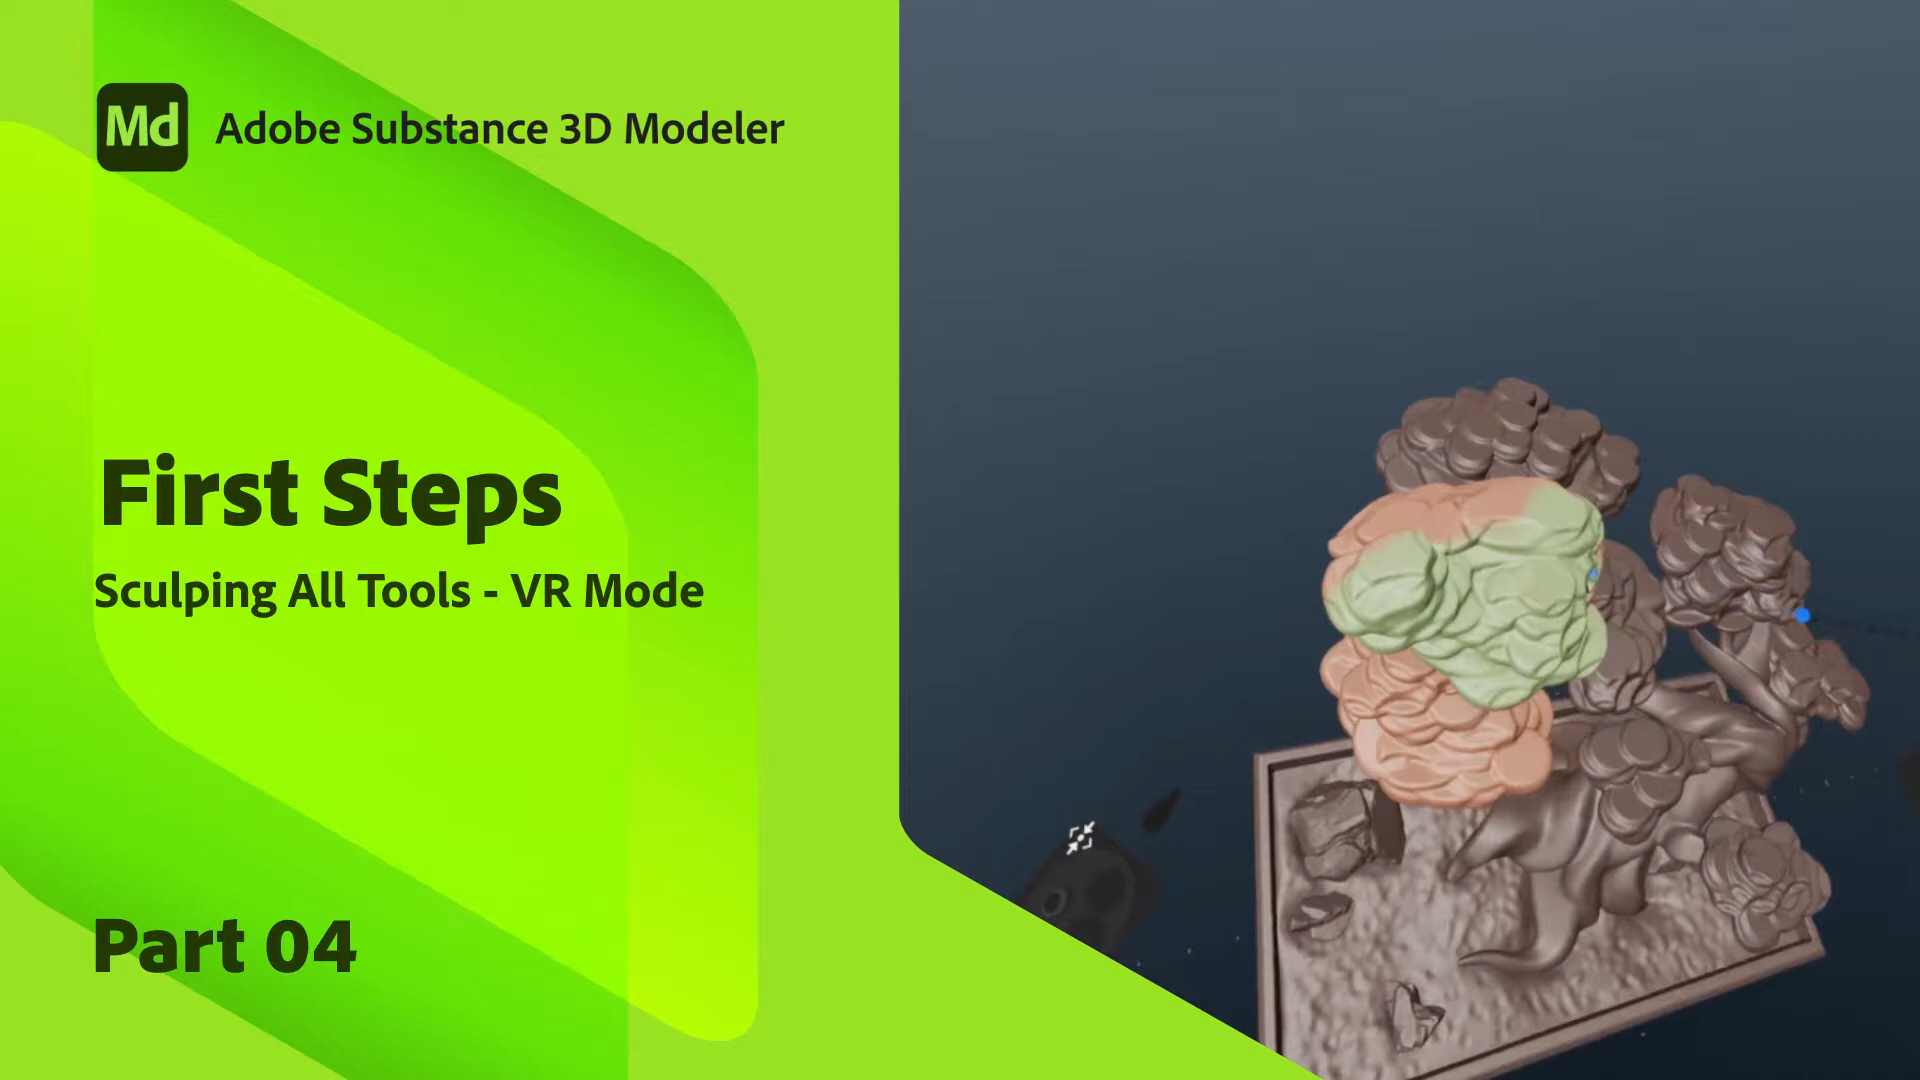 Md Adobe Substance 3D Modeler
First Steps
Sculping All Tools - VR Mode
Part 04